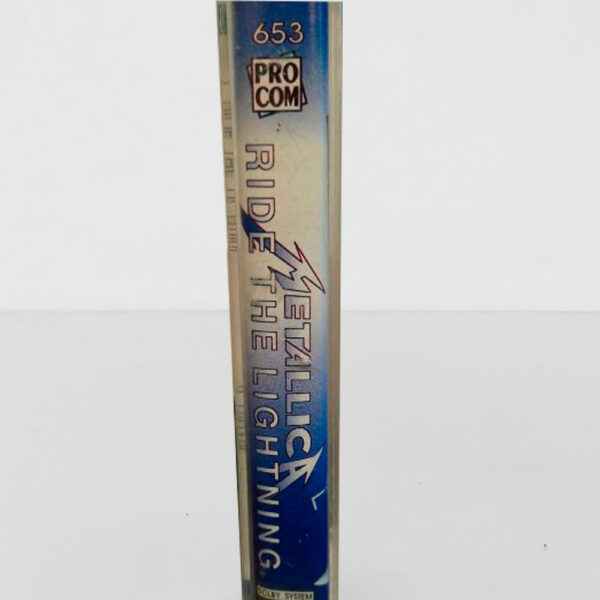 653
PRO
COM
METALLICA
RIDE THE LIGHTNING
DOLBY SYSTEM